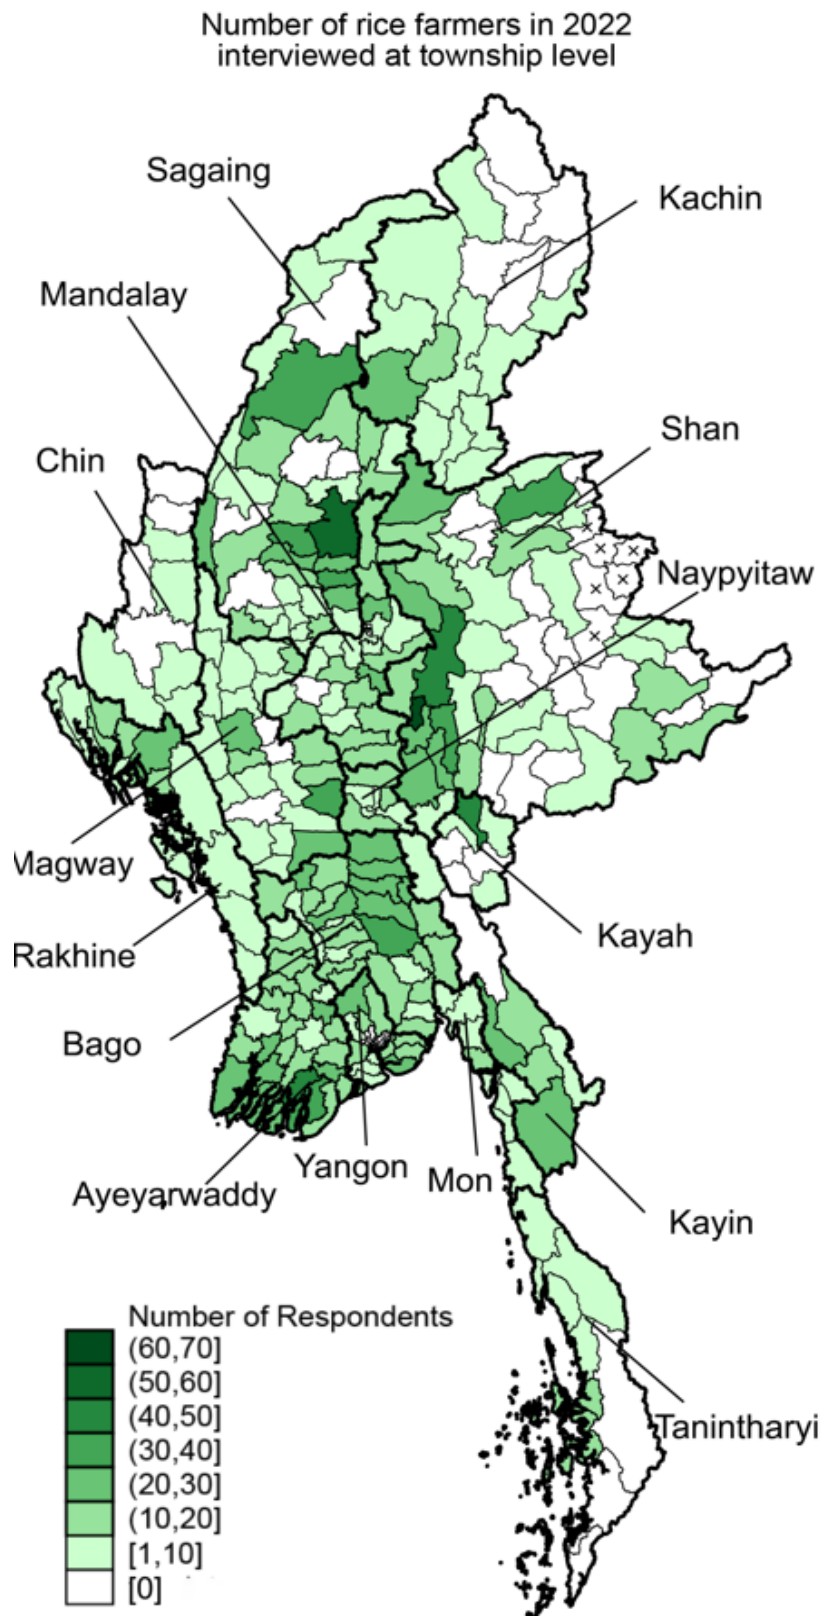 Number of rice farmers in 2022
interviewed at township level
Sagaing
Kachin
Mandalay
Shan
Chin
Naypyitaw
Magway
Kayah
Rakhine
Bago
Yangon
Mon
Ayeyarwaddy
Kayin
Number of Respondents
(60,70]
(50,60]
(40,50]
(30,40]
(20,30]
(10,20]
[1,10]
[0]
Tanintharyi